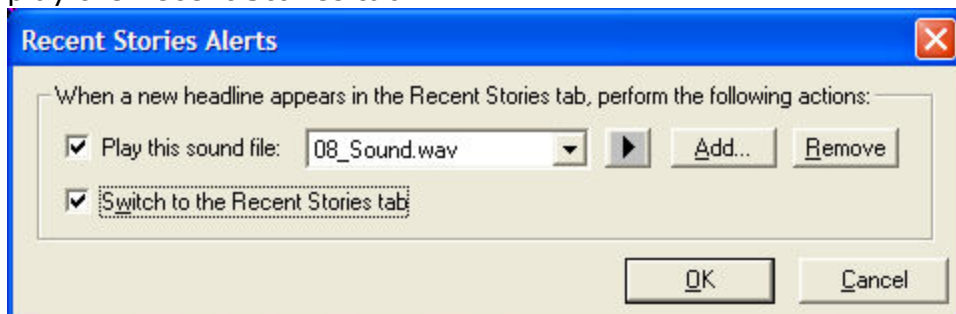 Recent Stories Alerts
When a new headline appears in the Recent Stories tab, perform the following actions:
Play this sound file: 08_Sound.wav Add... Remove
Switch to the Recent Stories tab
OK Cancel